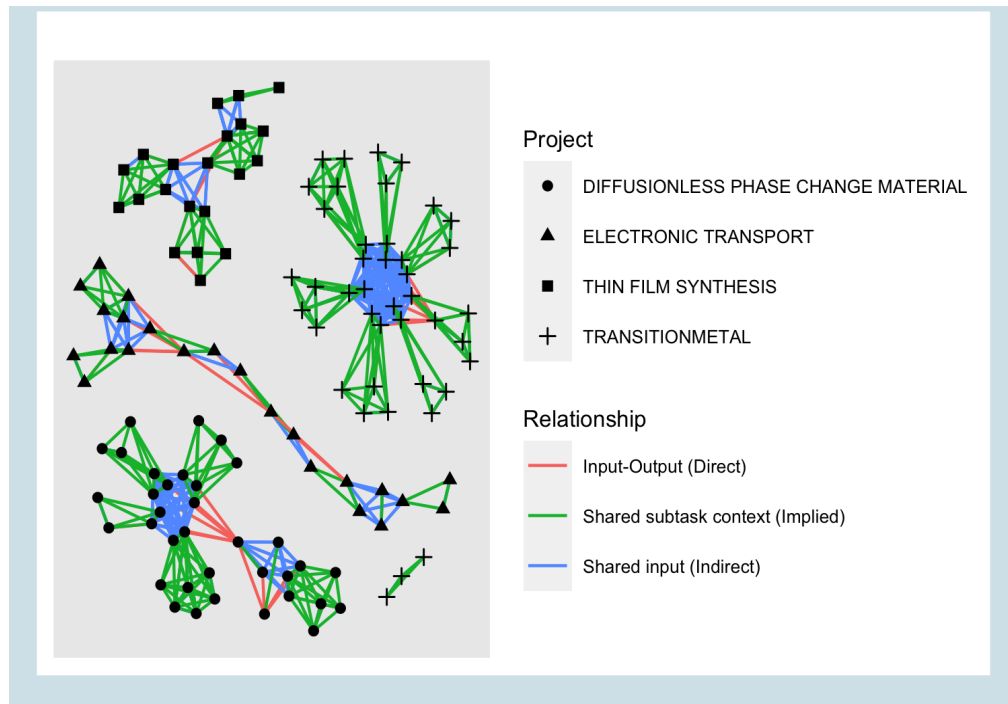 Project
DIFFUSIONLESS PHASE CHANGE MATERIAL
ELECTRONIC TRANSPORT
THIN FILM SYNTHESIS
TRANSITIONMETAL
Relationship
Input-Output (Direct)
Shared subtask context (Implied)
Shared input (Indirect)